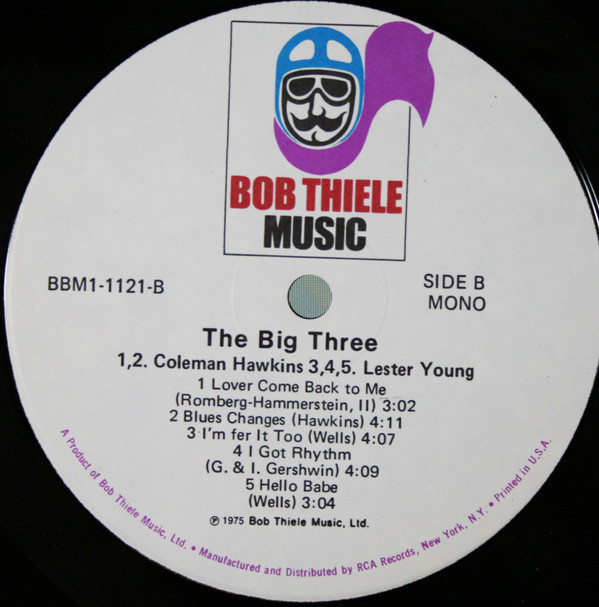 BOB THIELE
MUSIC
BBM1-1121-B
SIDE B
MONO
The Big Three
1,2. Coleman Hawkins 3,4,5. Lester Young
1 Lover Come Back to Me
(Romberg-Hammerstein, II) 3:02
2 Blues Changes (Hawkins) 4:11
3 I'm fer It Too (Wells) 4:07
4 I Got Rhythm
(G. & I. Gershwin) 4:09
5 Hello Babe
(Wells) 3:04
℗ 1975 Bob Thiele Music, Ltd.
A Product of Bob Thiele Music, Ltd. • Manufactured and Distributed by RCA Records, New York, N.Y. • Printed in U.S.A.